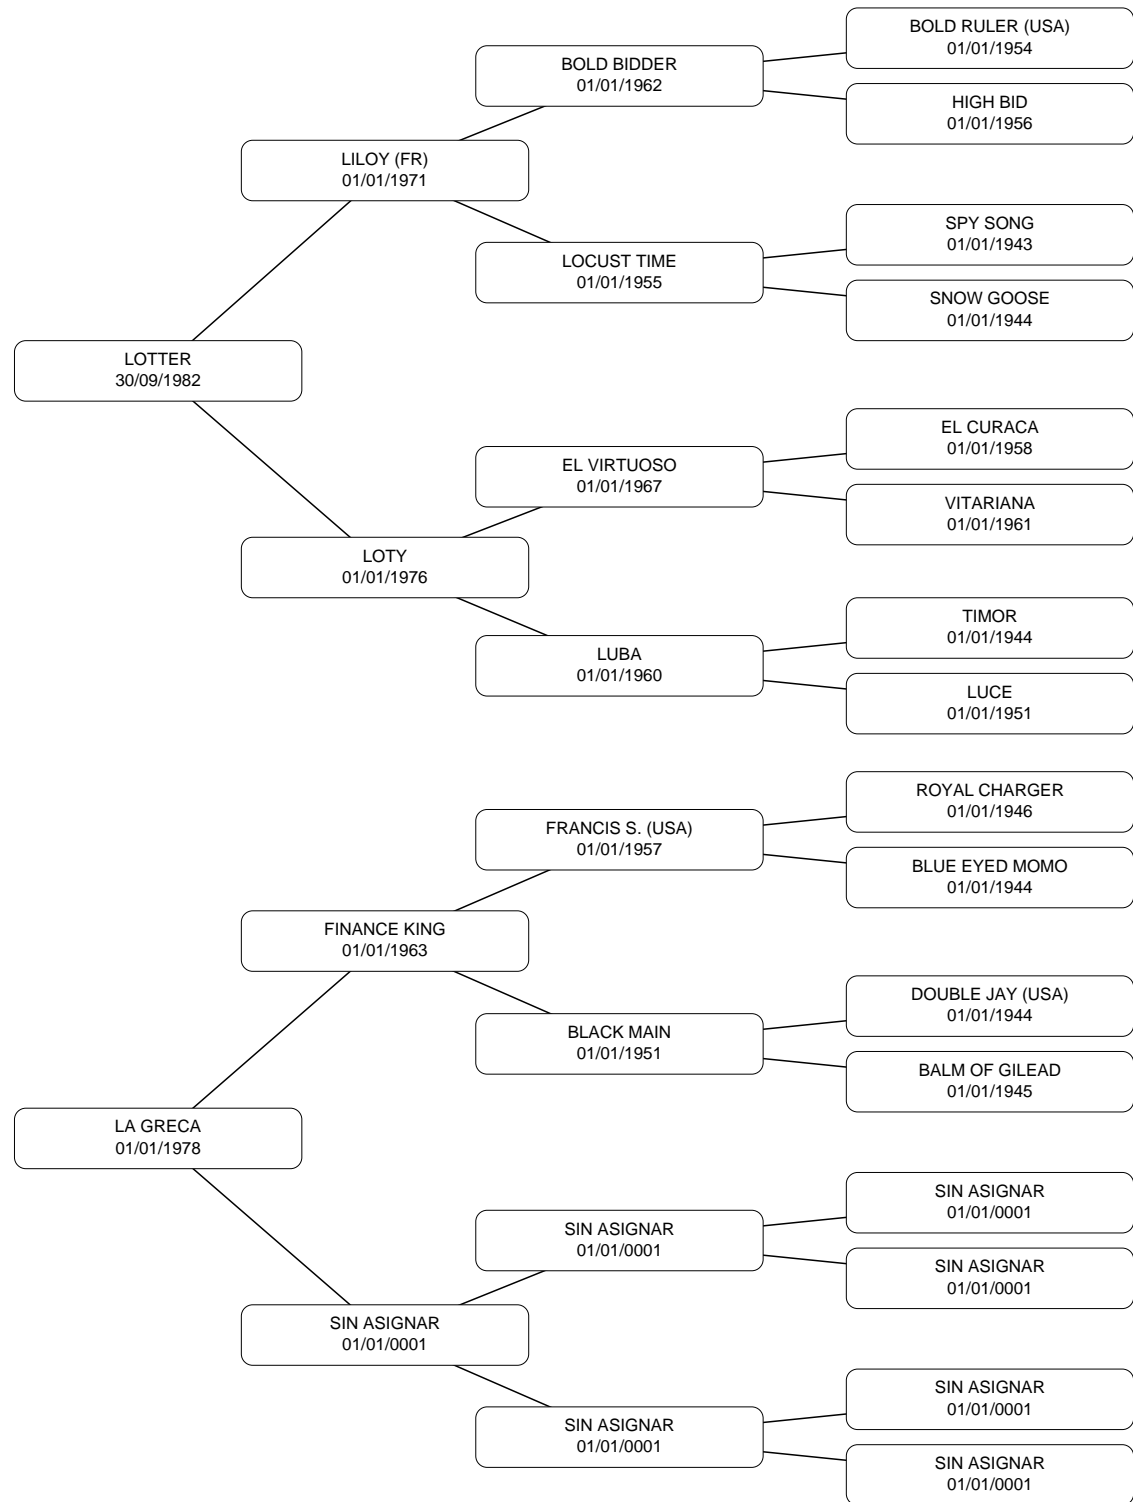 BOLD RULER (USA)
01/01/1954
BOLD BIDDER
01/01/1962
HIGH BID
01/01/1956
LILOY (FR)
01/01/1971
SPY SONG
01/01/1943
LOCUST TIME
01/01/1955
SNOW GOOSE
01/01/1944
LOTTER
30/09/1982
EL CURACA
01/01/1958
EL VIRTUOSO
01/01/1967
VITARIANA
01/01/1961
LOTY
01/01/1976
TIMOR
01/01/1944
LUBA
01/01/1960
LUCE
01/01/1951
ROYAL CHARGER
01/01/1946
FRANCIS S. (USA)
01/01/1957
BLUE EYED MOMO
01/01/1944
FINANCE KING
01/01/1963
DOUBLE JAY (USA)
01/01/1944
BLACK MAIN
01/01/1951
BALM OF GILEAD
01/01/1945
LA GRECA
01/01/1978
SIN ASIGNAR
01/01/0001
SIN ASIGNAR
01/01/0001
SIN ASIGNAR
01/01/0001
SIN ASIGNAR
01/01/0001
SIN ASIGNAR
01/01/0001
SIN ASIGNAR
01/01/0001
SIN ASIGNAR
01/01/0001